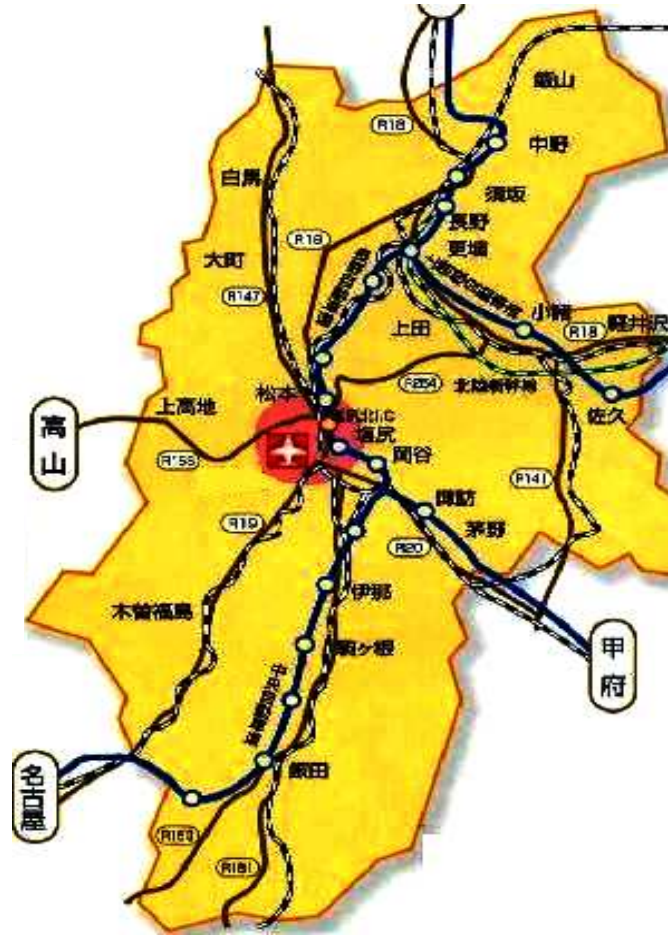 飯山
R18
中野
白馬
須坂
長野
R18
更埴
大町
R147
小諸
上田
R18
軽井沢
松本
R254
北陸新幹線
上高地
佐久
高山
塩尻
岡谷
R158
諏訪
R141
R19
茅野
R20
伊那
木曽福島
甲府
駒ヶ根
名古屋
飯田
R153